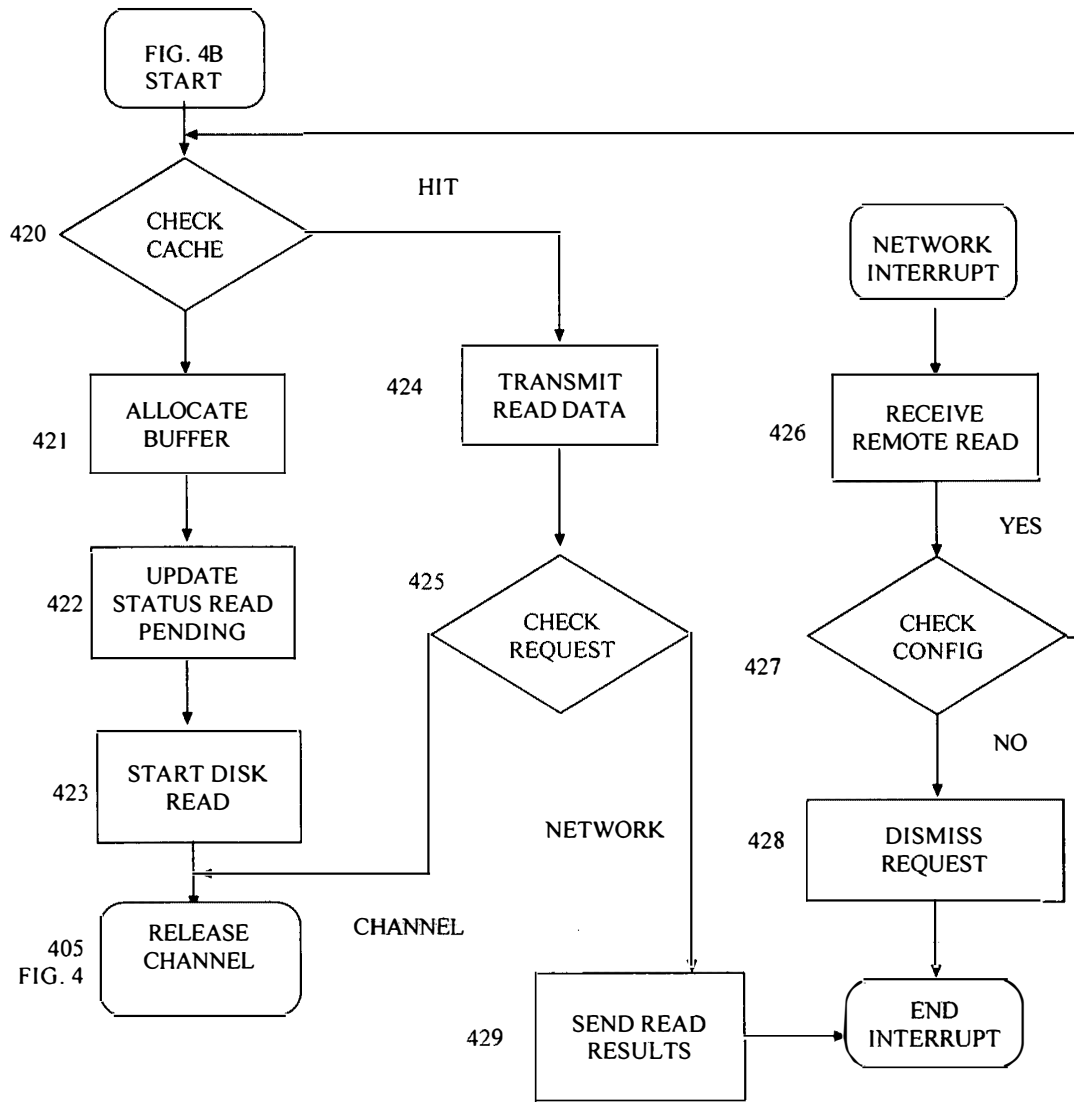 FIG. 4B
START
HIT
420
CHECK
CACHE
NETWORK
INTERRUPT
424
TRANSMIT
READ DATA
421
ALLOCATE
BUFFER
426
RECEIVE
REMOTE READ
YES
422
UPDATE
STATUS READ
PENDING
425
CHECK
REQUEST
427
CHECK
CONFIG
NO
423
START DISK
READ
NETWORK
428
DISMISS
REQUEST
CHANNEL
405
FIG. 4
RELEASE
CHANNEL
429
SEND READ
RESULTS
END
INTERRUPT